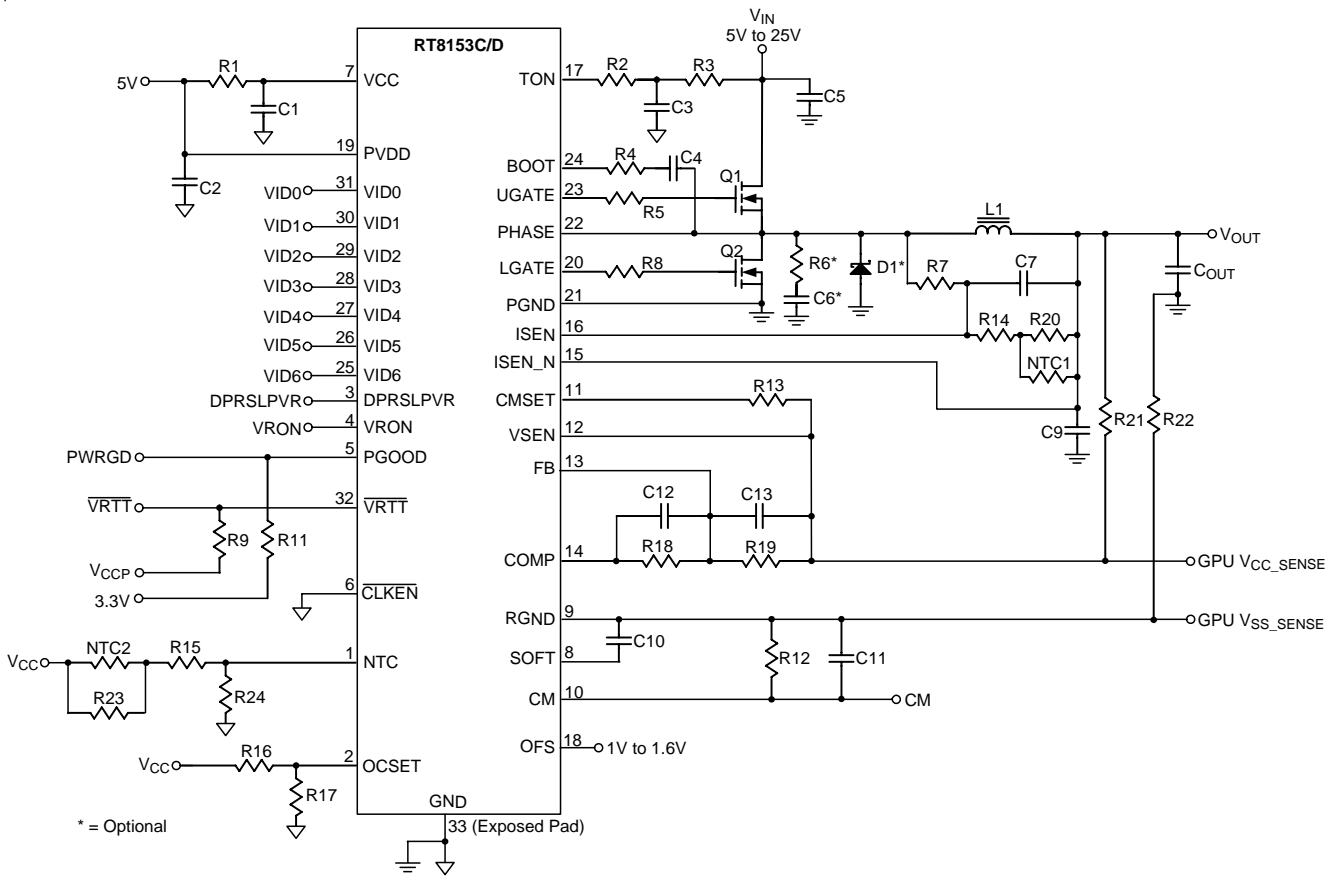 V_IN
5V to 25V
RT8153C/D
5V R1 7 VCC
C1
19 PVDD
C2
VID0 31 VID0
VID1 30 VID1
VID2 29 VID2
VID3 28 VID3
VID4 27 VID4
VID5 26 VID5
VID6 25 VID6
DPRSLPVR 3 DPRSLPVR
VRON 4 VRON
PWRGD 5 PGOOD
VRTT 32 VRTT
R9 R11
V_CCP
3.3V
6 CLKEN
V_CC NTC2 R15 1 NTC
R23 R24
V_CC R16 2 OCSET
R17
GND
33 (Exposed Pad)
* = Optional
TON 17 R2 R3
C3 C5
BOOT 24 R4 C4
UGATE 23 R5 Q1
PHASE 22 L1 V_OUT
LGATE 20 R8 Q2
R6* D1* R7 C7 C_OUT
PGND 21 C6*
ISEN 16 R14 R20
ISEN_N 15 NTC1
CMSET 11 R13
C9 R21 R22
VSEN 12
FB 13
C12 C13
COMP 14 R18 R19 GPU V_CC_SENSE
RGND 9 GPU V_SS_SENSE
C10
SOFT 8 R12 C11
CM 10 CM
OFS 18 1V to 1.6V